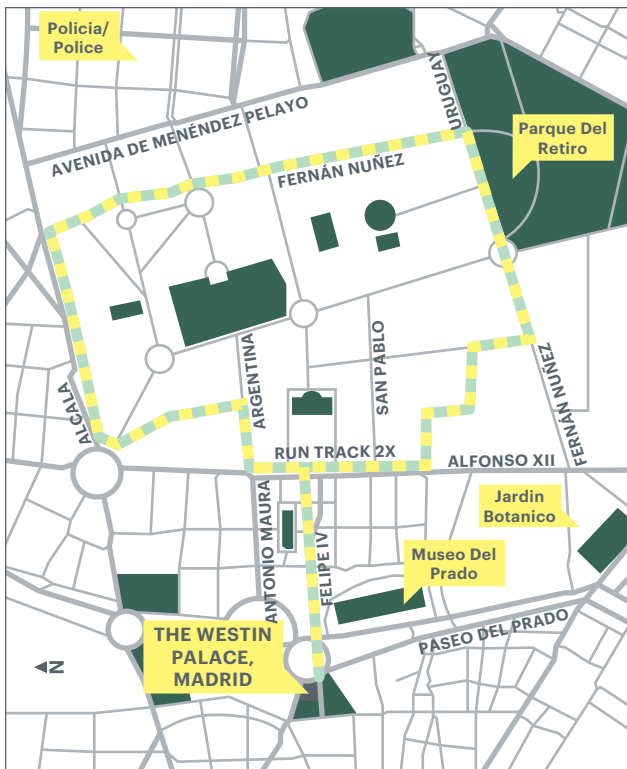 Policia/
Police
AVENIDA DE MENÉNDEZ PELAYO
URUGUAY
Parque Del
Retiro
FERNÁN NUÑEZ
ARGENTINA
SAN PABLO
FERNÁN NUÑEZ
ALCALA
RUN TRACK 2X
ALFONSO XII
ANTONIO MAURA
FELIPE IV
Jardin
Botanico
Museo Del
Prado
PASEO DEL PRADO
THE WESTIN
PALACE,
MADRID
N